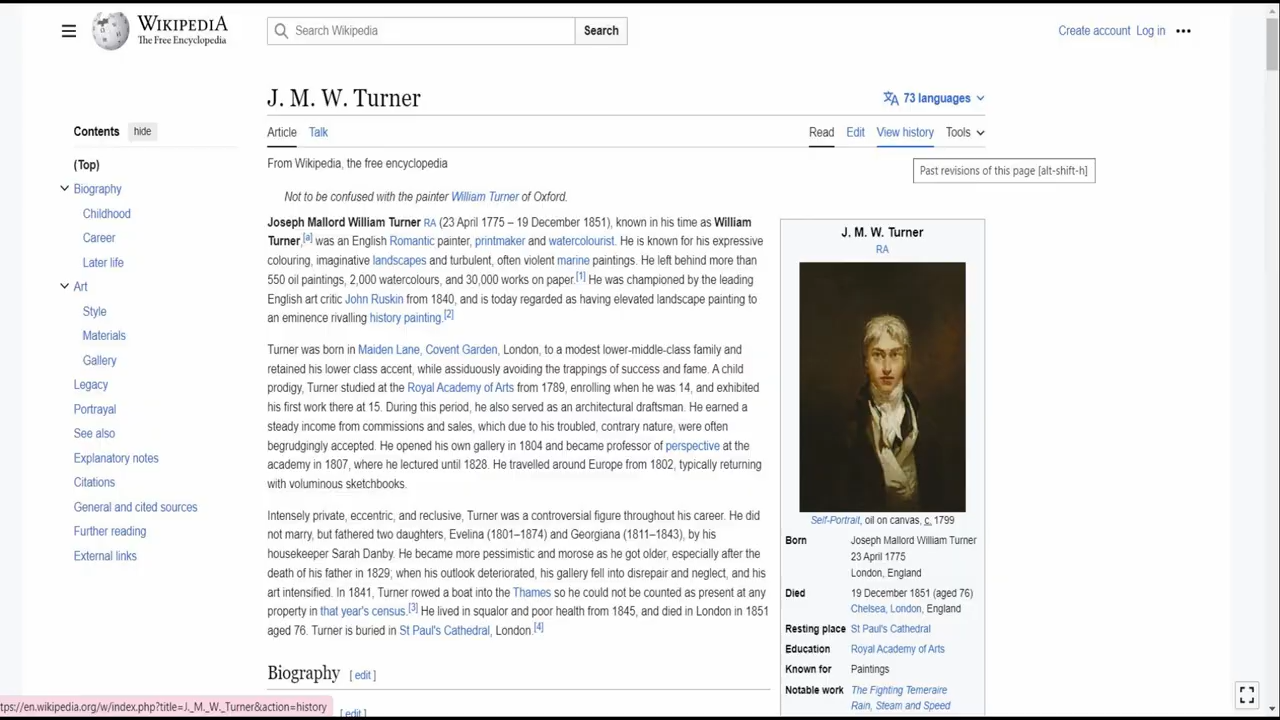 WIKIPEDIA
The Free Encyclopedia
Search Wikipedia
Search
Create account Log in
J. M. W. Turner
73 languages
Contents hide
Article Talk
Read Edit View history Tools
Past revisions of this page [alt-shift-h]
(Top)
Biography
Childhood
Career
Later life
Art
Style
Materials
Gallery
Legacy
Portrayal
See also
Explanatory notes
Citations
General and cited sources
Further reading
External links
From Wikipedia, the free encyclopedia
Not to be confused with the painter William Turner of Oxford.
Joseph Mallord William Turner RA (23 April 1775 – 19 December 1851), known in his time as William
Turner,[a] was an English Romantic painter, printmaker and watercolourist. He is known for his expressive
colouring, imaginative landscapes and turbulent, often violent marine paintings. He left behind more than
550 oil paintings, 2,000 watercolours, and 30,000 works on paper.[1] He was championed by the leading
English art critic John Ruskin from 1840, and is today regarded as having elevated landscape painting to
an eminence rivalling history painting.[2]
Turner was born in Maiden Lane, Covent Garden, London, to a modest lower-middle-class family and
retained his lower class accent, while assiduously avoiding the trappings of success and fame. A child
prodigy, Turner studied at the Royal Academy of Arts from 1789, enrolling when he was 14, and exhibited
his first work there at 15. During this period, he also served as an architectural draftsman. He earned a
steady income from commissions and sales, which due to his troubled, contrary nature, were often
begrudgingly accepted. He opened his own gallery in 1804 and became professor of perspective at the
academy in 1807, where he lectured until 1828. He travelled around Europe from 1802, typically returning
with voluminous sketchbooks.
Intensely private, eccentric, and reclusive, Turner was a controversial figure throughout his career. He did
not marry, but fathered two daughters, Evelina (1801–1874) and Georgiana (1811–1843), by his
housekeeper Sarah Danby. He became more pessimistic and morose as he got older, especially after the
death of his father in 1829; when his outlook deteriorated, his gallery fell into disrepair and neglect, and his
art intensified. In 1841, Turner rowed a boat into the Thames so he could not be counted as present at any
property in that year's census.[3] He lived in squalor and poor health from 1845, and died in London in 1851
aged 76. Turner is buried in St Paul's Cathedral, London.[4]
Biography [ edit ]
[ edit ]
J. M. W. Turner
RA
Self-Portrait, oil on canvas, c. 1799
Born Joseph Mallord William Turner
23 April 1775
London, England
Died 19 December 1851 (aged 76)
Chelsea, London, England
Resting place St Paul's Cathedral
Education Royal Academy of Arts
Known for Paintings
Notable work The Fighting Temeraire
Rain, Steam and Speed
tps://en.wikipedia.org/w/index.php?title=J._M._W._Turner&action=history